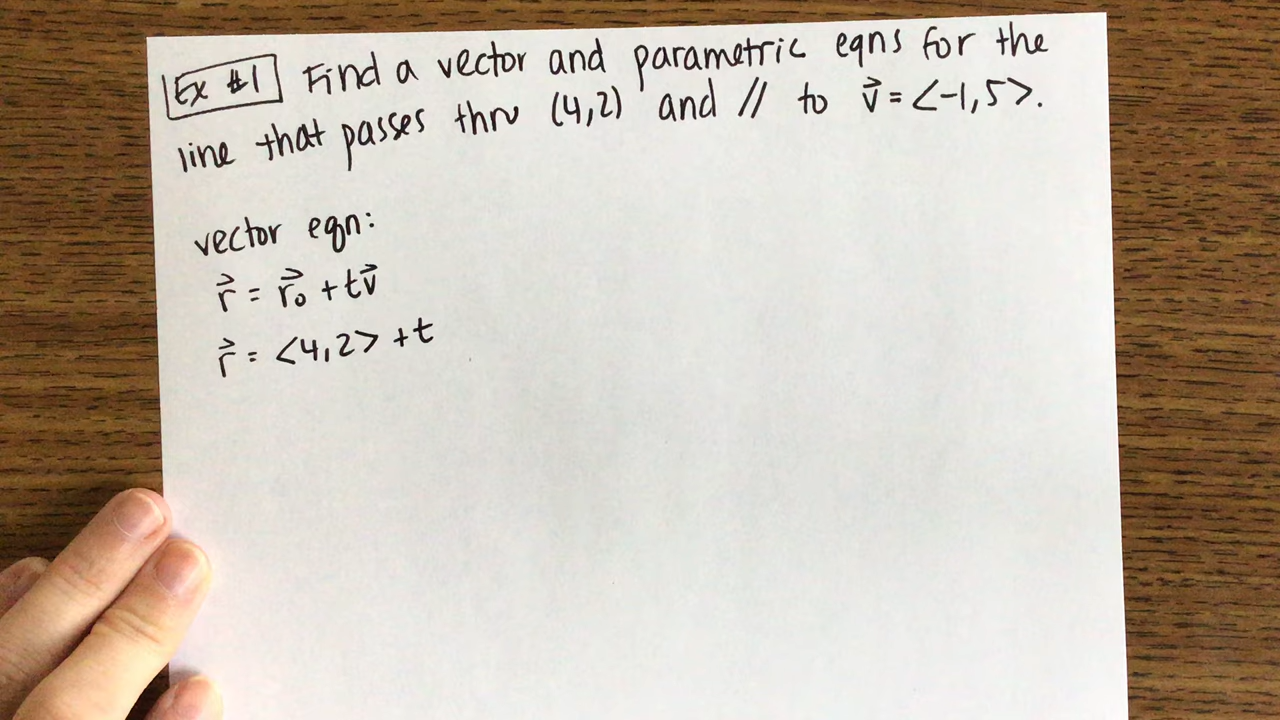 Ex #1 Find a vector and parametric eqns for the
line that passes thru (4,2) and // to v⃗ = <-1,5>.
vector eqn:
r⃗ = r⃗₀ + tv⃗
r⃗ = <4,2> + t